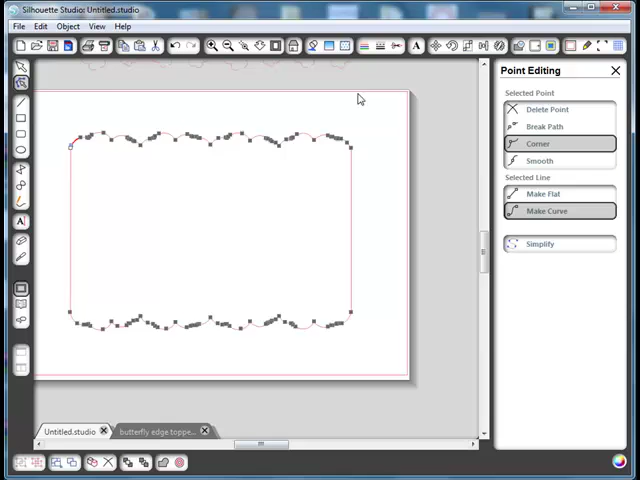 Silhouette Studio: Untitled.studio
File Edit Object View Help
Point Editing
Selected Point
Delete Point
Break Path
Corner
Smooth
Selected Line
Make Flat
Make Curve
Simplify
Untitled.studio
butterfly edge toppe...